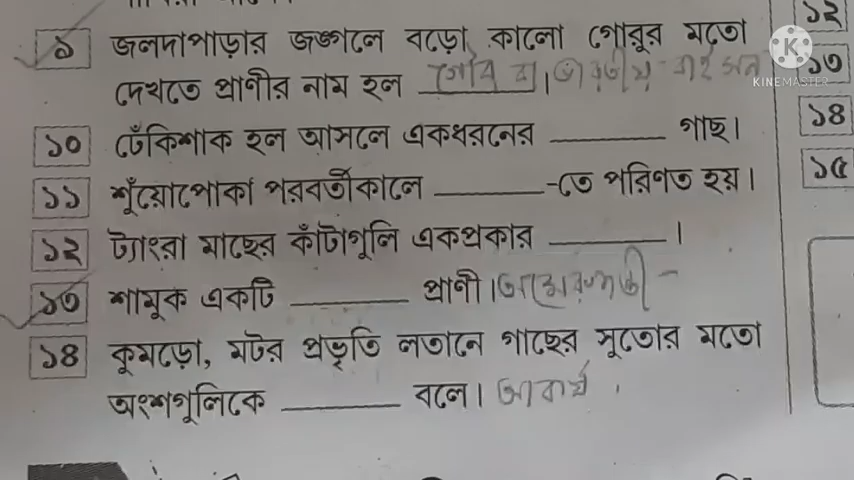 ৯ জলদাপাড়ার জঙ্গলে বড়ো কালো গোরুর মতো
দেখতে প্রাণীর নাম হল ________।
১০ ঢেঁকিশাক হল আসলে একধরনের ________ গাছ।
১১ শুঁয়োপোকা পরবর্তীকালে ________-তে পরিণত হয়।
১২ ট্যাংরা মাছের কাঁটাগুলি একপ্রকার ________।
১৩ শামুক একটি ________ প্রাণী। অমেরুদণ্ডী
১৪ কুমড়ো, মটর প্রভৃতি লতানে গাছের সুতোর মতো
অংশগুলিকে ________ বলে। আকর্ষ।
১২
১৩
১৪
১৫
K
KINEMASTER